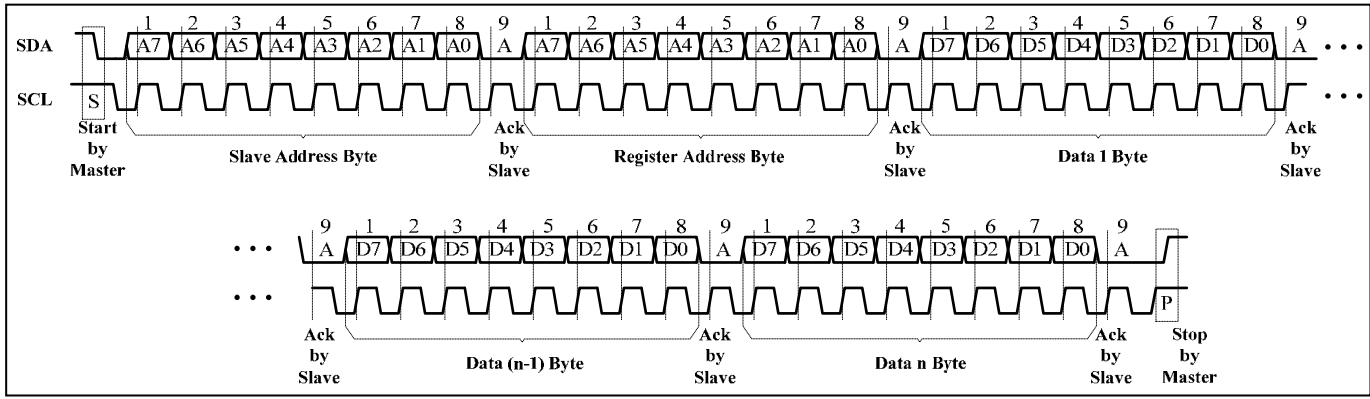 1 2 3 4 5 6 7 8 9 1 2 3 4 5 6 7 8 9 1 2 3 4 5 6 7 8 9
SDA A7 A6 A5 A4 A3 A2 A1 A0 A A7 A6 A5 A4 A3 A2 A1 A0 A D7 D6 D5 D4 D3 D2 D1 D0 A • • •
SCL S • • •
Start by Master
Slave Address Byte
Ack by Slave
Register Address Byte
Ack by Slave
Data 1 Byte
Ack by Slave
9 1 2 3 4 5 6 7 8 9 1 2 3 4 5 6 7 8 9
• • • A D7 D6 D5 D4 D3 D2 D1 D0 A D7 D6 D5 D4 D3 D2 D1 D0 A
• • • P
Ack by Slave
Data (n-1) Byte
Ack by Slave
Data n Byte
Ack by Slave
Stop by Master